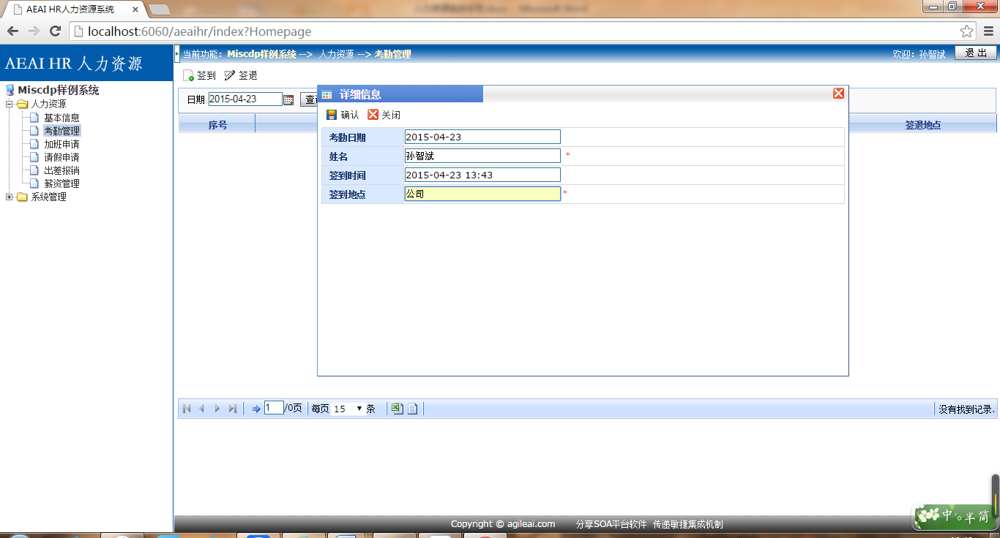 AEAI HR人力资源系统
localhost:6060/aeaihr/index?Homepage
AEAI HR 人力资源
当前功能：Miscdp样例系统 --> 人力资源 --> 考勤管理
欢迎：孙智斌
退 出
Miscdp样例系统
人力资源
基本信息
考勤管理
加班申请
请假申请
出差报销
薪资管理
系统管理
签到 签退
日期 2015-04-23
序号
签退地点
详细信息
确认 关闭
考勤日期 2015-04-23
姓名 孙智斌 *
签到时间 2015-04-23 13:43
签到地点 公司 *
1 /0页 每页 15 条
没有找到记录.
Copyright © agileai.com 分享SOA平台软件 传递敏捷集成机制
中 半 简